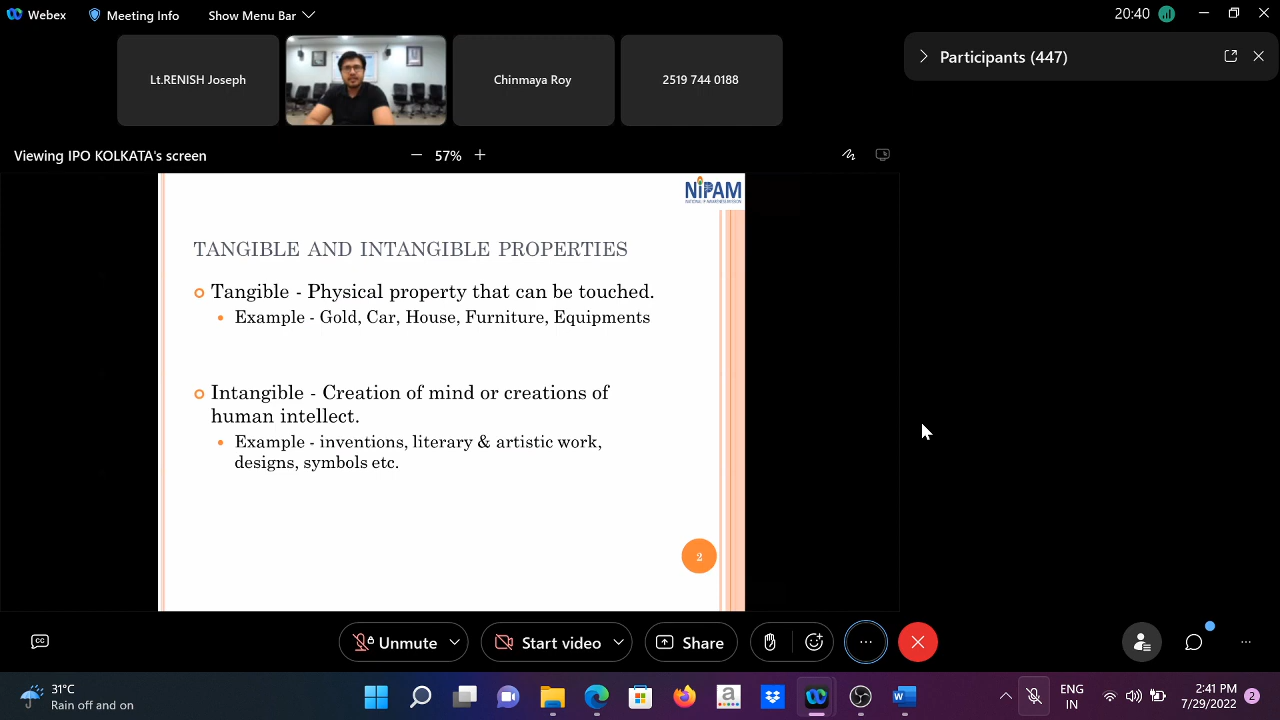 Webex
Meeting Info
Show Menu Bar
20:40
Lt.RENISH Joseph
Chinmaya Roy
2519 744 0188
Participants (447)
Viewing IPO KOLKATA's screen
57%
NIPAM
TANGIBLE AND INTANGIBLE PROPERTIES
Tangible - Physical property that can be touched.
Example - Gold, Car, House, Furniture, Equipments
Intangible - Creation of mind or creations of
human intellect.
Example - inventions, literary & artistic work,
designs, symbols etc.
2
CC
Unmute
Start video
Share
31°C
Rain off and on
a
W
ENG
IN
2:41 PM
7/29/2022
2